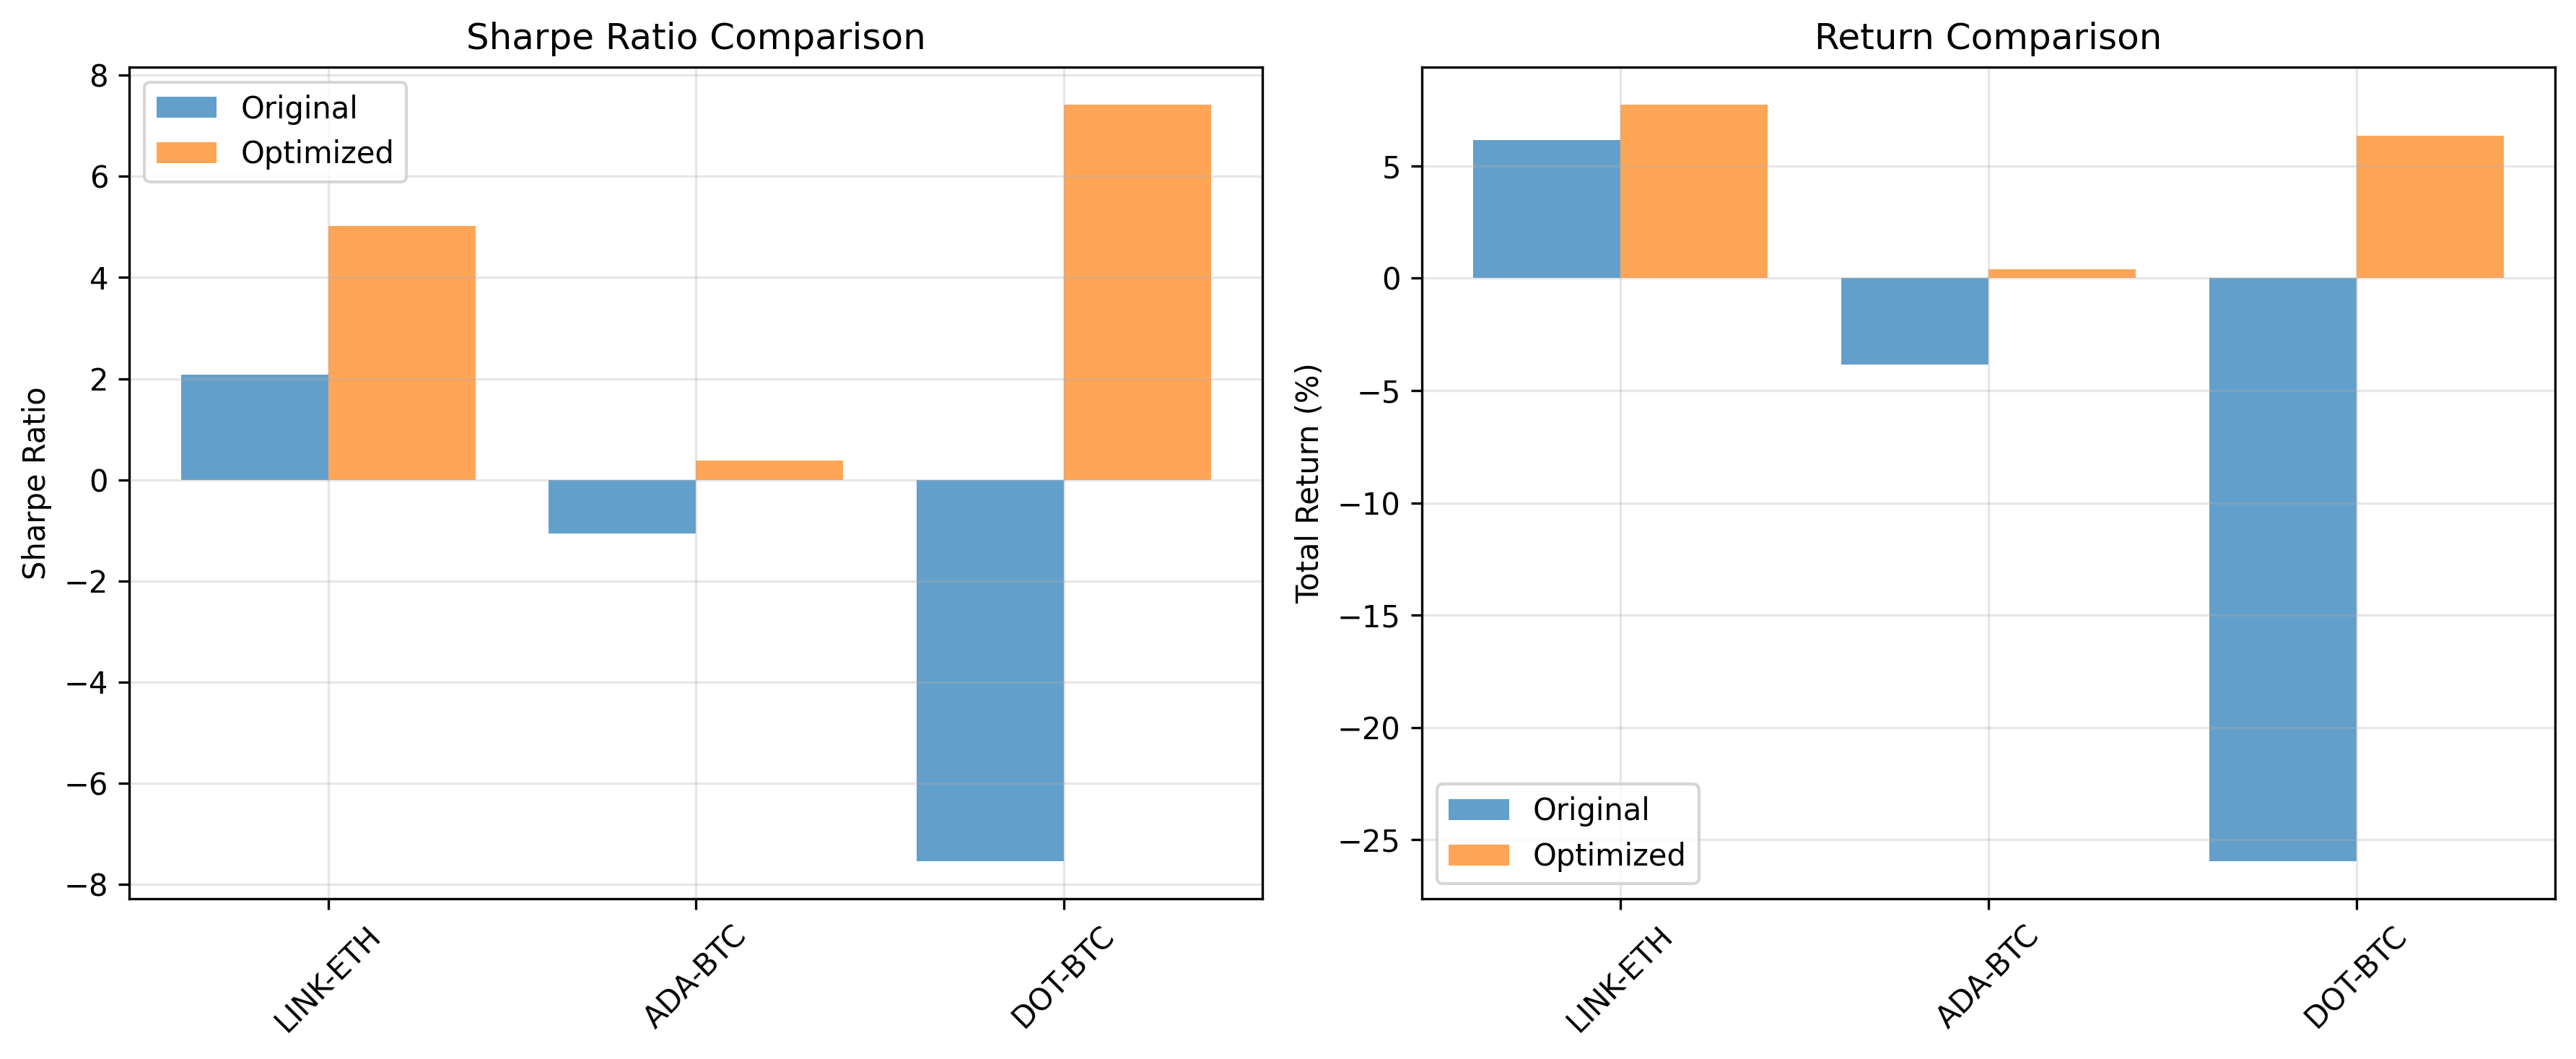 Sharpe Ratio Comparison
Original
Optimized
Sharpe Ratio
8
6
4
2
0
−2
−4
−6
−8
LINK-ETH
ADA-BTC
DOT-BTC
Return Comparison
Total Return (%)
5
0
−5
−10
−15
−20
−25
Original
Optimized
LINK-ETH
ADA-BTC
DOT-BTC